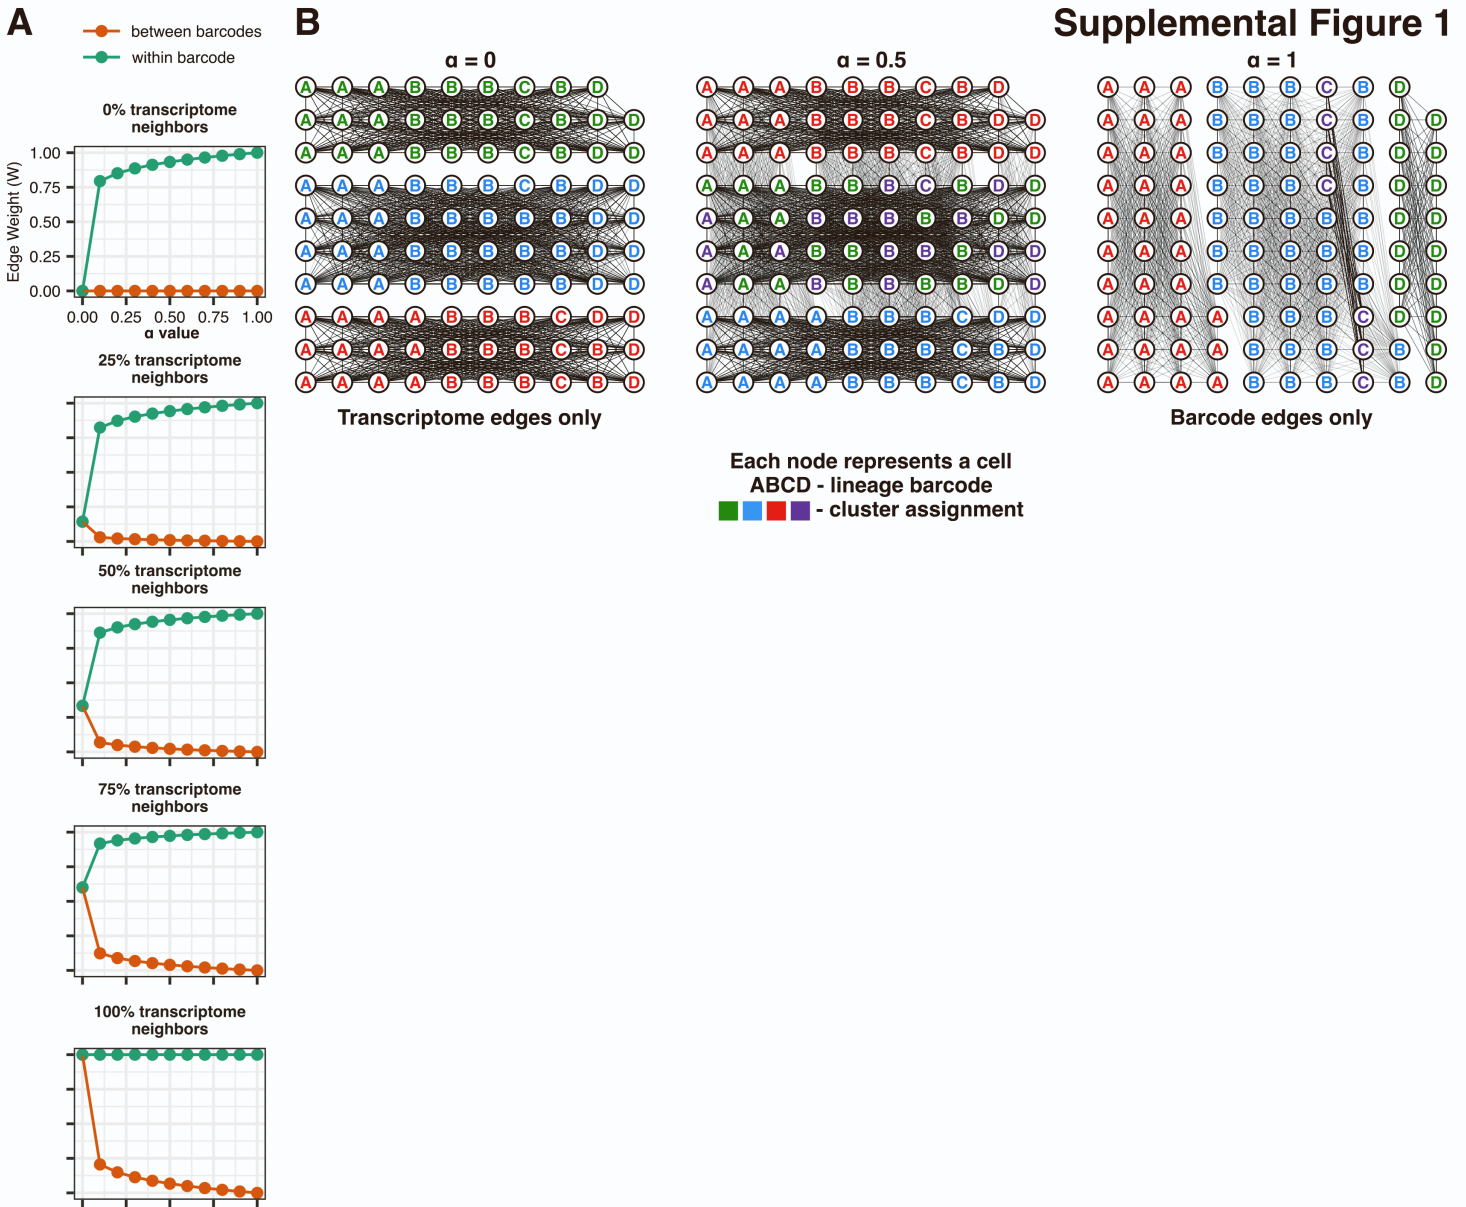 A
between barcodes
within barcode
0% transcriptome
neighbors
Edge Weight (W)
1.00
0.75
0.50
0.25
0.00
0.00 0.25 0.50 0.75 1.00
α value
25% transcriptome
neighbors
50% transcriptome
neighbors
75% transcriptome
neighbors
100% transcriptome
neighbors
B
Supplemental Figure 1
α = 0
A A A B B B C B D
A A A B B B C B D D
A A A B B B C B D D
A A A B B B C B D D
A A A B B B B B D D
A A A B B B B B D D
A A A B B B B B D D
A A A A B B B C D D
A A A A B B B C B D
A A A A B B B C B D
Transcriptome edges only
α = 0.5
A A A B B B C B D
A A A B B B C B D D
A A A B B B C B D D
A A A B B B C B D D
A A A B B B B B D D
A A A B B B B B D D
A A A B B B B B D D
A A A A B B B C D D
A A A A B B B C B D
A A A A B B B C B D
Each node represents a cell
ABCD - lineage barcode
- cluster assignment
α = 1
A A A B B B C B D
A A A B B B C B D D
A A A B B B C B D D
A A A B B B C B D D
A A A B B B B B D D
A A A B B B B B D D
A A A B B B B B D D
A A A A B B B C D D
A A A A B B B C B D
A A A A B B B C B D
Barcode edges only